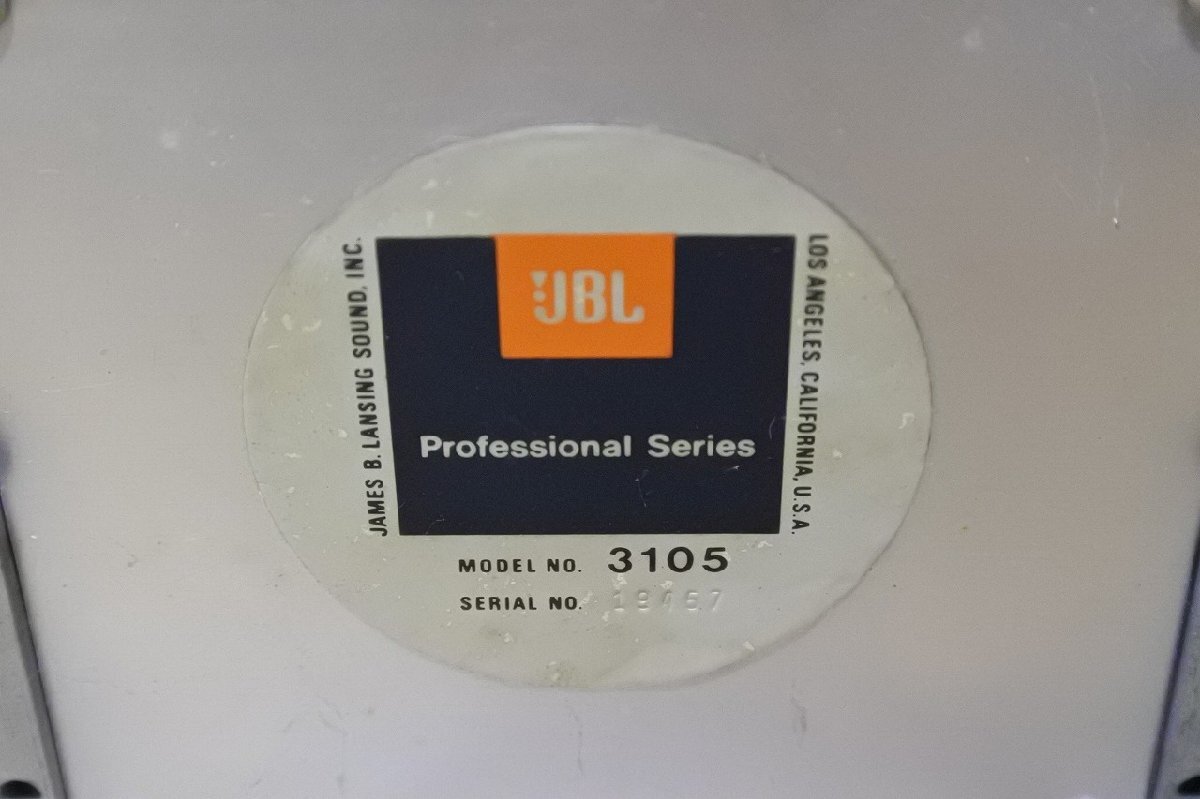 JBL
Professional Series
JAMES B. LANSING SOUND, INC.
LOS ANGELES, CALIFORNIA, U.S.A.
MODEL NO. 3105
SERIAL NO.